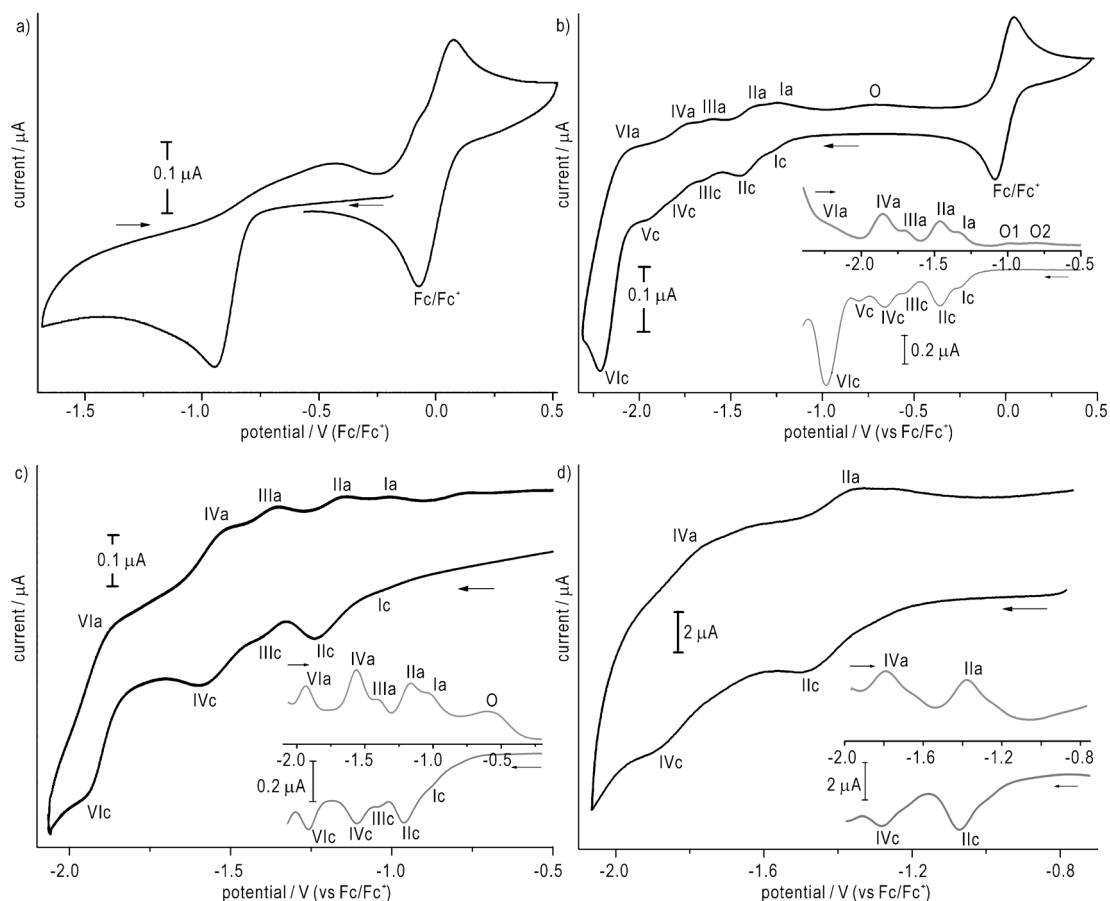 a)
current / μA
0.1 μA
Fc/Fc⁺
-1.5 -1.0 -0.5 0.0 0.5
potential / V (Fc/Fc⁺)
b)
current / μA
VIa IVa IIIa IIa Ia O
Vc IVc IIIc IIc Ic
Fc/Fc⁺
0.1 μA
VIc
VIa IVa IIIa IIa Ia O1 O2
-2.0 -1.5 -1.0 -0.5
Vc IVc IIIc IIc Ic
0.2 μA
VIc
-2.0 -1.5 -1.0 -0.5 0.0 0.5
potential / V (vs Fc/Fc⁺)
c)
current / μA
0.1 μA
VIa IVa IIIa IIa Ia
VIc IVc IIIc IIc Ic
VIa IVa IIIa IIa Ia O
-2.0 -1.5 -1.0 -0.5
0.2 μA
VIc IVc IIIc IIc Ic
-2.0 -1.5 -1.0 -0.5
potential / V (vs Fc/Fc⁺)
d)
current / μA
IVa IIa
2 μA
IVc IIc
IVa IIa
-2.0 -1.6 -1.2 -0.8
2 μA
IVc IIc
-2.0 -1.6 -1.2 -0.8
potential / V (vs Fc/Fc⁺)